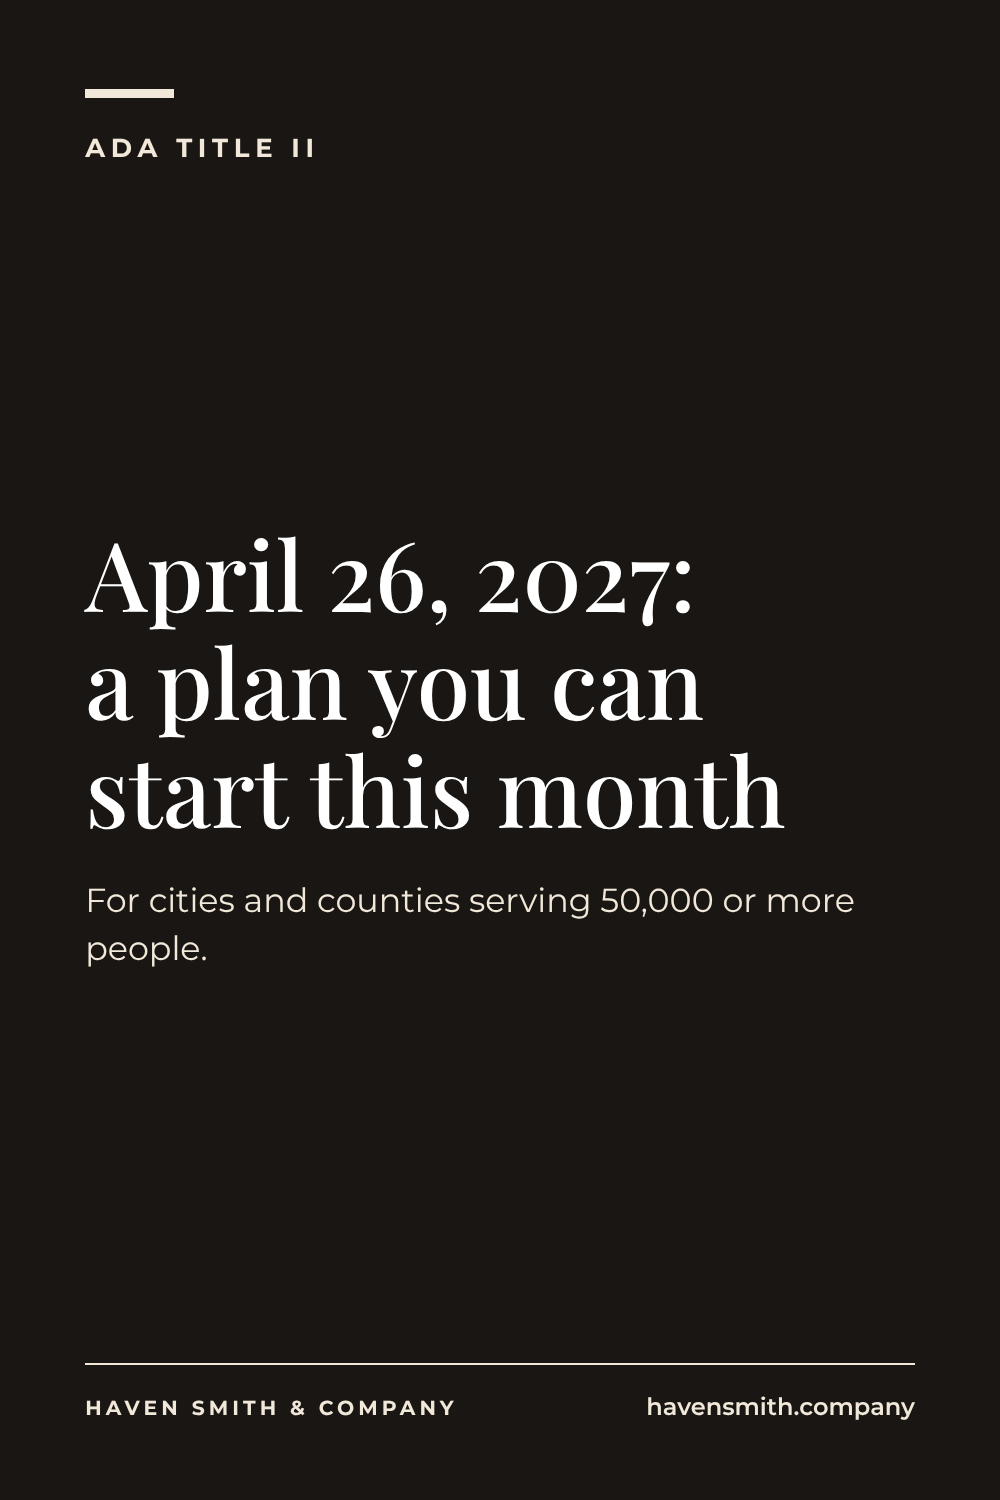 ADA TITLE II
April 26, 2027:
a plan you can
start this month
For cities and counties serving 50,000 or more
people.
HAVEN SMITH & COMPANY
havensmith.company